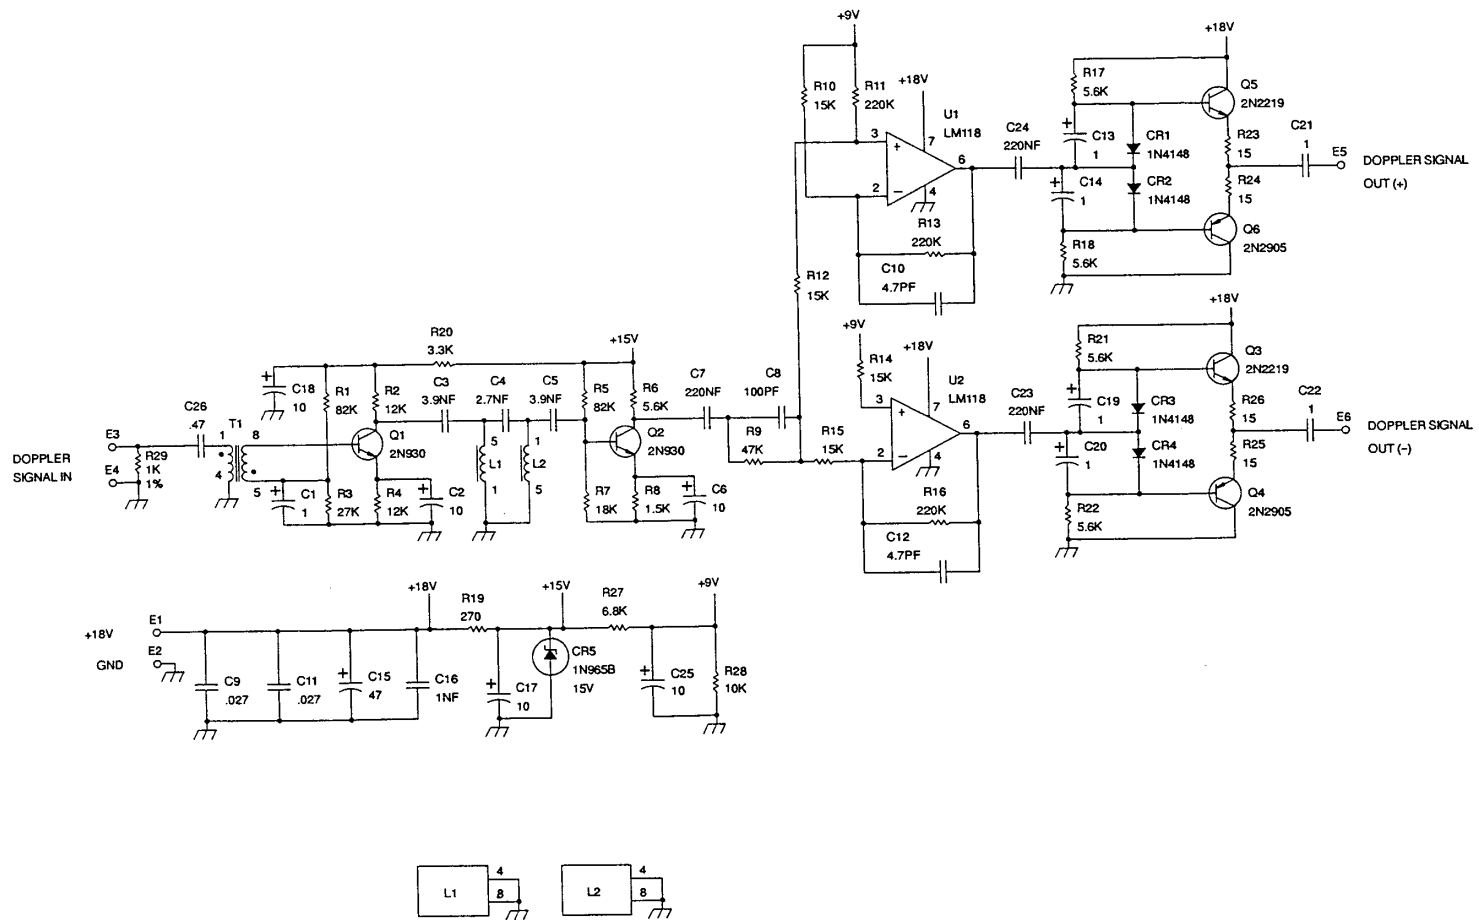 +9V
+18V
R10
15K
R11
220K
+18V
U1
LM118
3
+
7
6
2
−
4
R13
220K
C10
4.7PF
R12
15K
C24
220NF
R17
5.6K
+
C13
1
+
C14
1
CR1
1N4148
CR2
1N4148
R18
5.6K
Q5
2N2219
R23
15
R24
15
Q6
2N2905
C21
1
E5
DOPPLER SIGNAL
OUT (+)
DOPPLER
SIGNAL IN
E3
E4
R29
1K
1%
C26
.47
T1
1
8
4
5
+
C18
10
R1
82K
R2
12K
R20
3.3K
+15V
C3
3.9NF
C4
2.7NF
C5
3.9NF
Q1
2N930
+
C1
1
R3
27K
R4
12K
+
C2
10
5
L1
1
1
L2
5
R5
82K
R6
5.6K
Q2
2N930
R7
18K
R8
1.5K
+
C6
10
C7
220NF
C8
100PF
R9
47K
R15
15K
+9V
R14
15K
+18V
U2
LM118
3
+
7
6
2
−
4
R16
220K
C12
4.7PF
C23
220NF
+18V
R21
5.6K
+
C19
1
+
C20
1
CR3
1N4148
CR4
1N4148
R22
5.6K
Q3
2N2219
R26
15
R25
15
Q4
2N2905
C22
1
E6
DOPPLER SIGNAL
OUT (−)
+18V
E1
GND
E2
C9
.027
C11
.027
+
C15
47
C16
1NF
+18V
R19
270
+
C17
10
+15V
CR5
1N965B
15V
R27
6.8K
+
C25
10
+9V
R28
10K
L1
4
8
L2
4
8